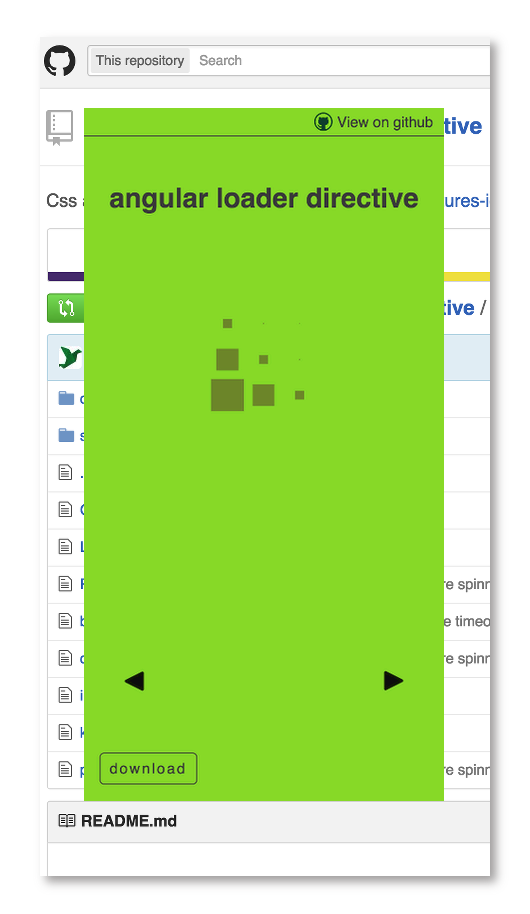 This repository Search
View on github
tive
angular loader directive
Css
ures-i
tive /
re spinn
e timeo
re spinn
re spinn
download
README.md